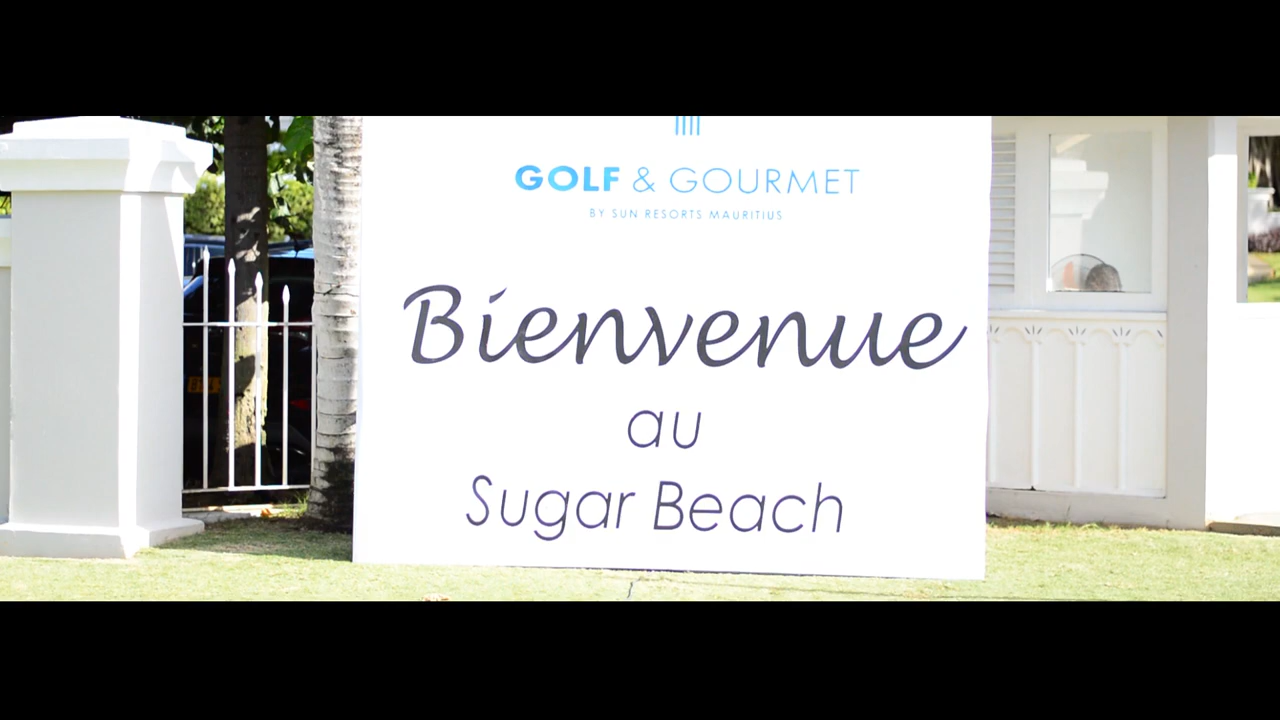 GOLF & GOURMET
BY SUN RESORTS MAURITIUS
Bienvenue
au
Sugar Beach